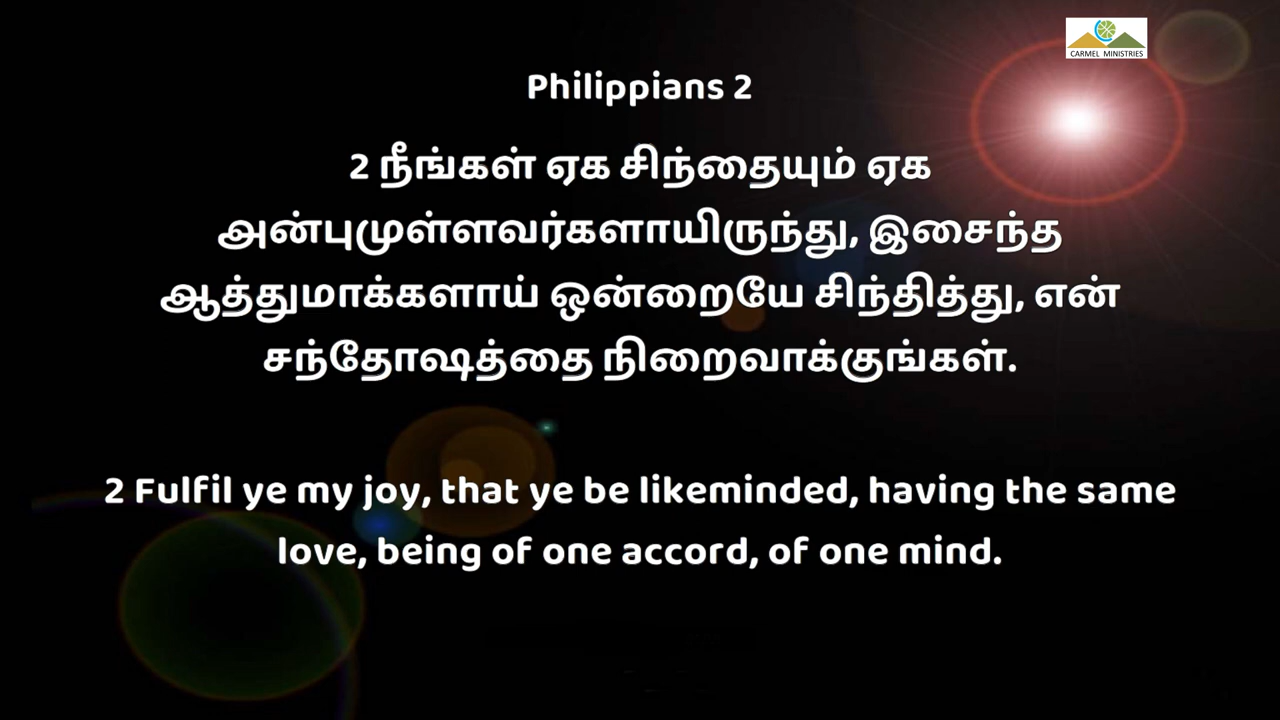 CARMEL MINISTRIES
Philippians 2
2 நீங்கள் ஏக சிந்தையும் ஏக
அன்புமுள்ளவர்களாயிருந்து, இசைந்த
ஆத்துமாக்களாய் ஒன்றையே சிந்தித்து, என்
சந்தோஷத்தை நிறைவாக்குங்கள்.
2 Fulfil ye my joy, that ye be likeminded, having the same
love, being of one accord, of one mind.